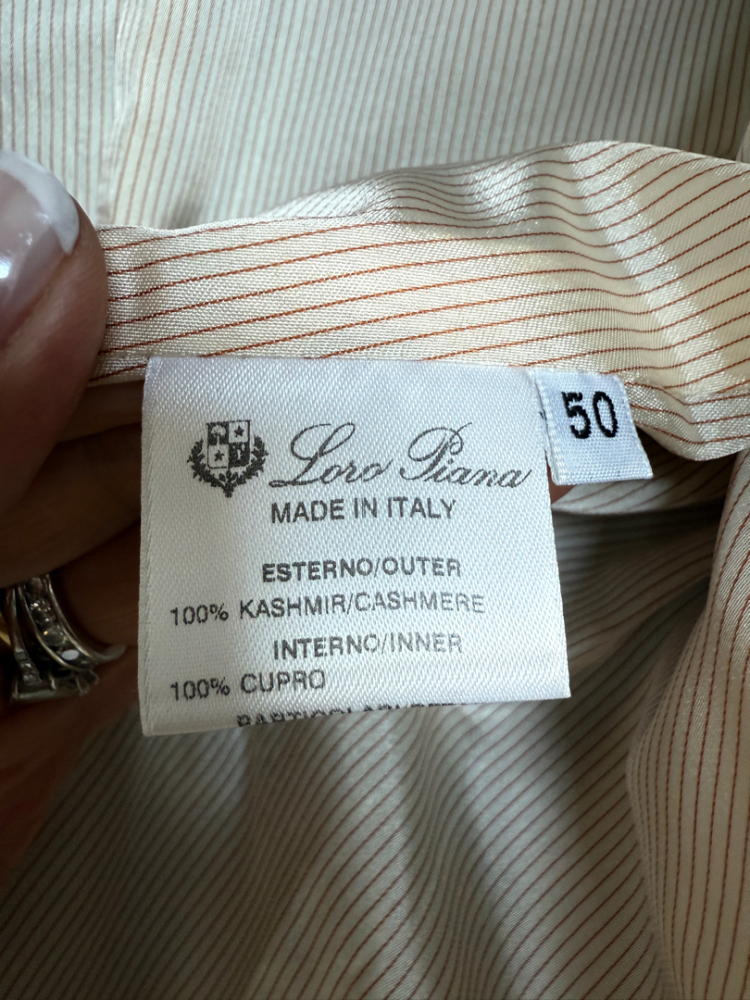 Loro Piana
50
MADE IN ITALY
ESTERNO/OUTER
100% KASHMIR/CASHMERE
INTERNO/INNER
100% CUPRO